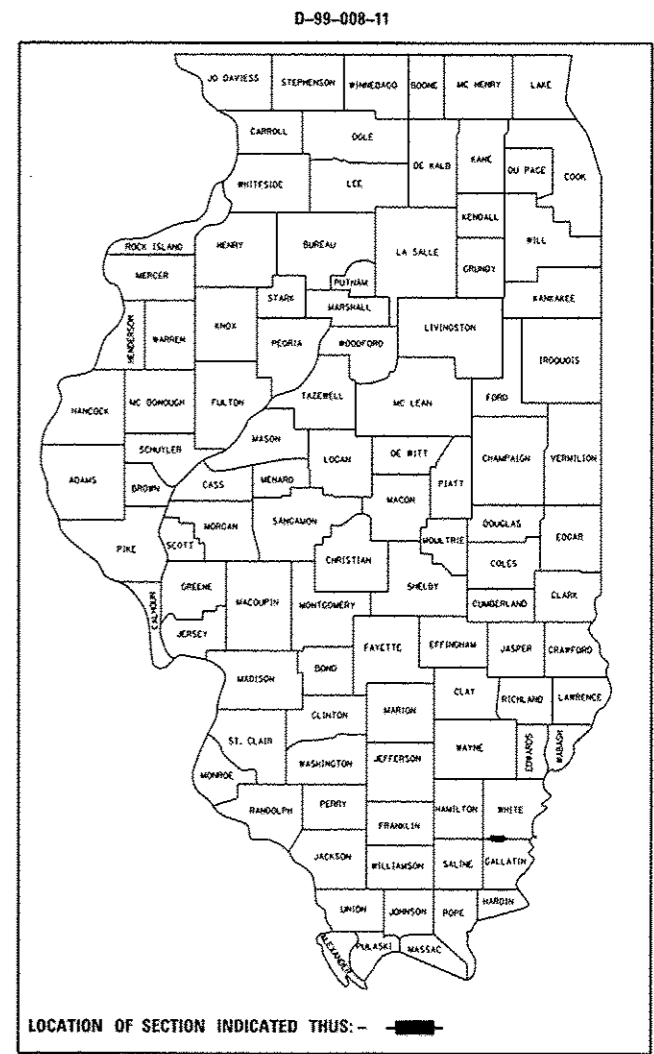 D-99-008-11
JO DAVIESS STEPHENSON WINNEBAGO BOONE MC HENRY LAKE
CARROLL OGLE DE KALB KANE DU PAGE COOK
WHITESIDE LEE
KENDALL WILL
ROCK ISLAND HENRY BUREAU LA SALLE GRUNDY
MERCER PUTNAM
STARK MARSHALL KANKAKEE
HENDERSON WARREN KNOX PEORIA WOODFORD LIVINGSTON IROQUOIS
HANCOCK MC DONOUGH FULTON TAZEWELL MC LEAN FORD
MASON
SCHUYLER LOGAN DE WITT CHAMPAIGN VERMILION
ADAMS BROWN CASS MENARD PIATT
MACON
MORGAN SANGAMON DOUGLAS
PIKE SCOTT CHRISTIAN MOULTRIE EDGAR
COLES
CALHOUN GREENE MACOUPIN MONTGOMERY SHELBY CUMBERLAND CLARK
JERSEY
FAYETTE EFFINGHAM JASPER CRAWFORD
MADISON BOND
CLAY RICHLAND LAWRENCE
CLINTON MARION
ST. CLAIR WAYNE EDWARDS WABASH
WASHINGTON JEFFERSON
MONROE
RANDOLPH PERRY HAMILTON WHITE
FRANKLIN
JACKSON WILLIAMSON SALINE GALLATIN
UNION JOHNSON POPE HARDIN
ALEXANDER PULASKI MASSAC
LOCATION OF SECTION INDICATED THUS: -